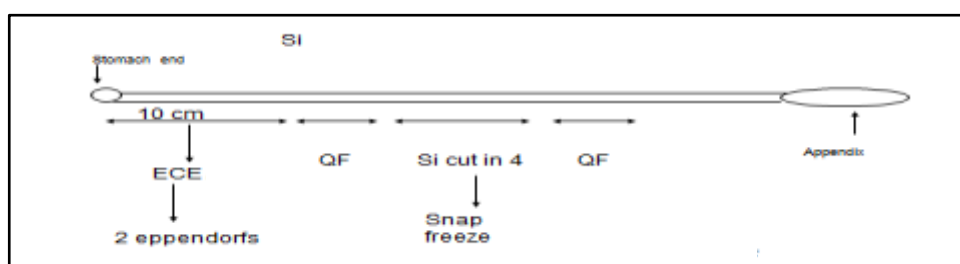 Si
Stomach end
10 cm
QF
Si cut in 4
QF
Appendix
ECE
Snap
freeze
2 eppendorfs